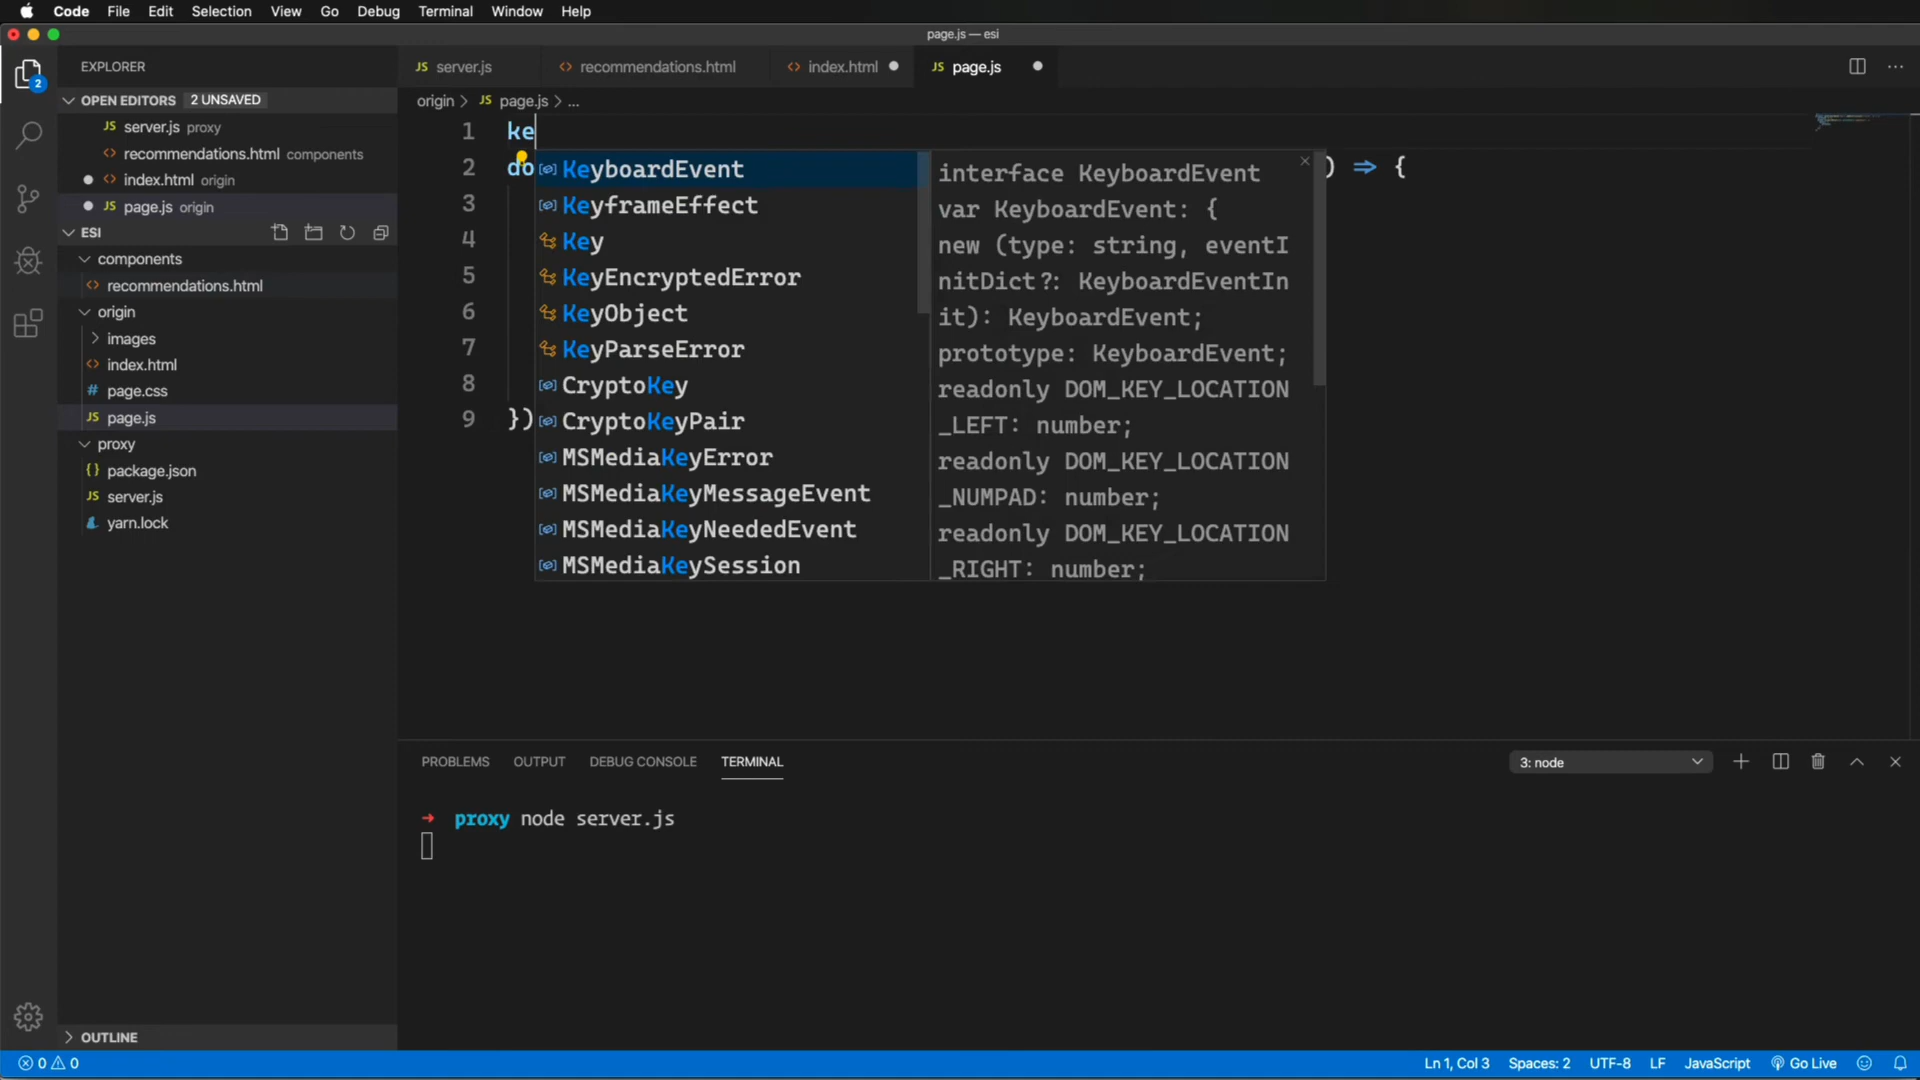 Code File Edit Selection View Go Debug Terminal Window Help
page.js — esi
EXPLORER
OPEN EDITORS 2 UNSAVED
JS server.js proxy
<> recommendations.html components
<> index.html origin
JS page.js origin
ESI
components
<> recommendations.html
origin
images
<> index.html
# page.css
JS page.js
proxy
{} package.json
JS server.js
yarn.lock
OUTLINE
2
JS server.js <> recommendations.html <> index.html JS page.js
origin > JS page.js > ...
1 ke
2 do ) => {
3
4
5
6
7
8
9 })
KeyboardEvent
KeyframeEffect
Key
KeyEncryptedError
KeyObject
KeyParseError
CryptoKey
CryptoKeyPair
MSMediaKeyError
MSMediaKeyMessageEvent
MSMediaKeyNeededEvent
MSMediaKeySession
interface KeyboardEvent
var KeyboardEvent: {
new (type: string, eventI
nitDict?: KeyboardEventIn
it): KeyboardEvent;
prototype: KeyboardEvent;
readonly DOM_KEY_LOCATION
_LEFT: number;
readonly DOM_KEY_LOCATION
_NUMPAD: number;
readonly DOM_KEY_LOCATION
_RIGHT: number;
PROBLEMS OUTPUT DEBUG CONSOLE TERMINAL 3: node
➜ proxy node server.js
0 0 Ln 1, Col 3 Spaces: 2 UTF-8 LF JavaScript Go Live